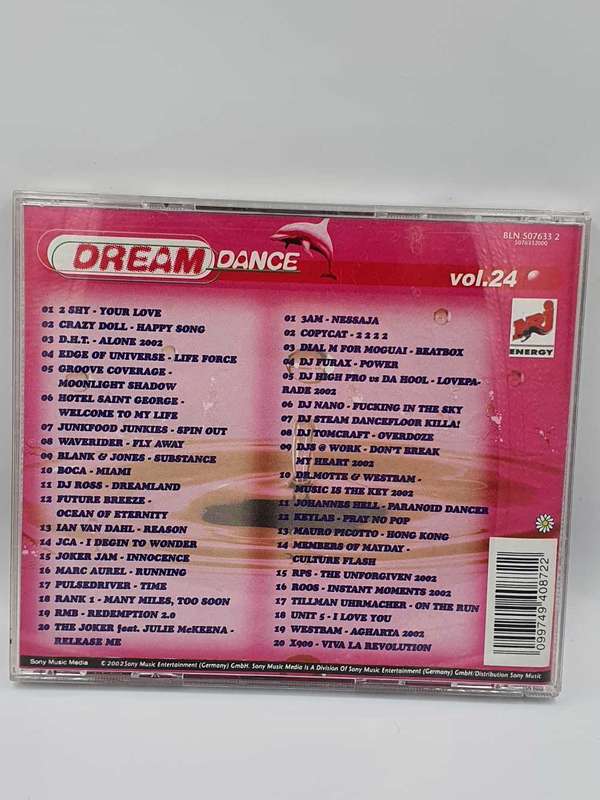 BLN 507633 2
5076332000
DREAM DANCE
vol.24
NRJ
ENERGY
01 2 SHY - YOUR LOVE
02 CRAZY DOLL - HAPPY SONG
03 D.H.T. - ALONE 2002
04 EDGE OF UNIVERSE - LIFE FORCE
05 GROOVE COVERAGE -
MOONLIGHT SHADOW
06 HOTEL SAINT GEORGE -
WELCOME TO MY LIFE
07 JUNKFOOD JUNKIES - SPIN OUT
08 WAVERIDER - FLY AWAY
09 BLANK & JONES - SUBSTANCE
10 BOCA - MIAMI
11 DJ ROSS - DREAMLAND
12 FUTURE BREEZE -
OCEAN OF ETERNITY
13 IAN VAN DAHL - REASON
14 JCA - I DEGIN TO WONDER
15 JOKER JAM - INNOCENCE
16 MARC AUREL - RUNNING
17 PULSEDRIVER - TIME
18 RANK 1 - MANY MILES, TOO SOON
19 RMB - REDEMPTION 2.0
20 THE JOKER feat. JULIE McKEENA -
RELEASE ME
01 3AM - NESSAJA
02 COPYCAT - 2 2 2 2
03 DIAL M FOR MOGUAI - BEATBOX
04 DJ FURAX - POWER
05 DJ HIGH PRO vs DA HOOL - LOVEPA-
RADE 2002
06 DJ NANO - FUCKING IN THE SKY
07 DJ STEAM DANCEFLOOR KILLA!
08 DJ TOMCRAFT - OVERDOZE
09 DJS @ WORK - DON'T BREAK
MY HEART 2002
10 DR.MOTTE & WESTBAM -
MUSIC IS THE KEY 2002
11 JOHANNES HELL - PARANOID DANCER
22 KEYLAB - PRAY NO POP
13 MAURO PICOTTO - HONG KONG
14 MEMBERS OF MAYDAY -
CULTURE FLASH
15 RPS - THE UNFORGIVEN 2002
16 ROOS - INSTANT MOMENTS 2002
17 TILLMAN UHRMACHER - ON THE RUN
18 UNIT 5 - I LOVE YOU
19 WESTBAM - AGHARTA 2002
20 X900 - VIVA LA REVOLUTION
099749 408722
Sony Music Media © 2002Sony Music Entertainment (Germany) GmbH. Sony Music Media Is A Division Of Sony Music Entertainment (Germany) GmbH/Distribution Sony Music